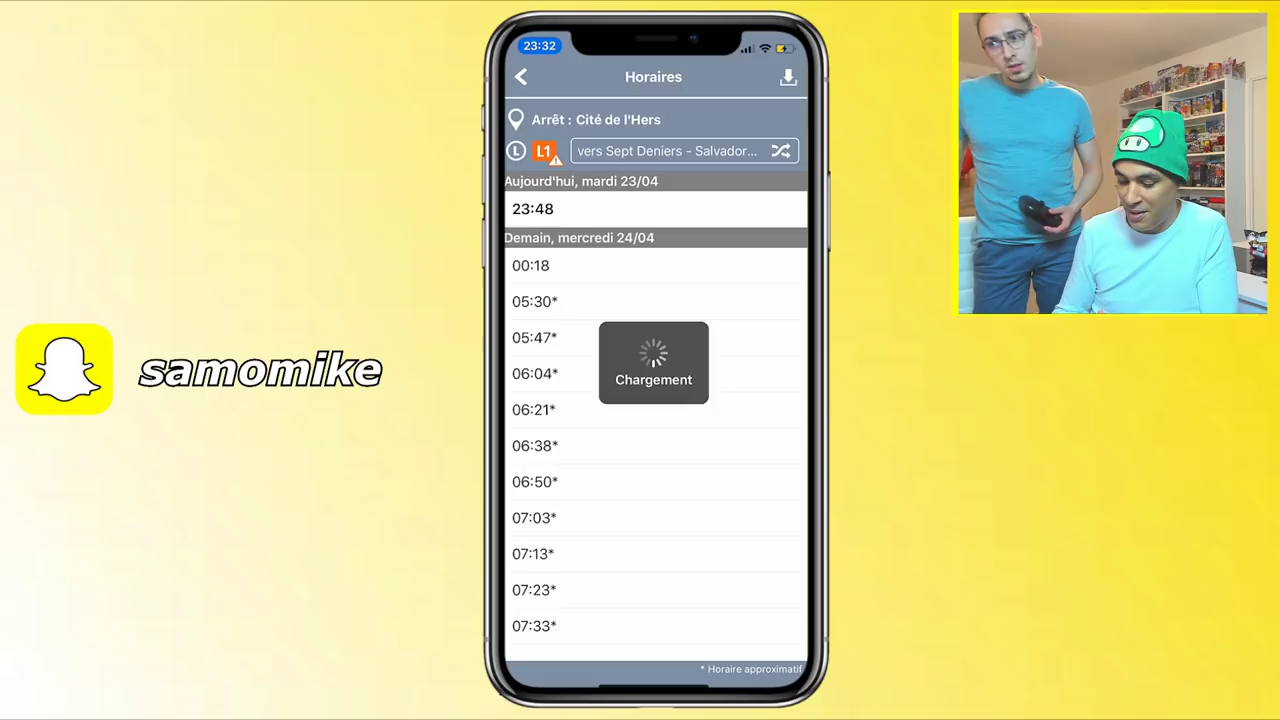 23:32
Horaires
Arrêt : Cité de l'Hers
L L1 vers Sept Deniers - Salvador...
Aujourd'hui, mardi 23/04
23:48
Demain, mercredi 24/04
00:18
05:30*
05:47*
06:04*
Chargement
06:21*
06:38*
06:50*
07:03*
07:13*
07:23*
07:33*
* Horaire approximatif
samomike